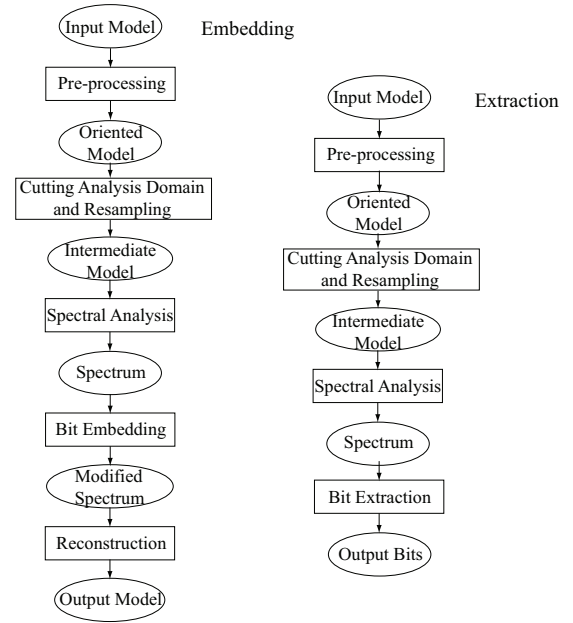 Input Model
Embedding
Pre-processing
Oriented
Model
Cutting Analysis Domain
and Resampling
Intermediate
Model
Spectral Analysis
Spectrum
Bit Embedding
Modified
Spectrum
Reconstruction
Output Model
Input Model
Extraction
Pre-processing
Oriented
Model
Cutting Analysis Domain
and Resampling
Intermediate
Model
Spectral Analysis
Spectrum
Bit Extraction
Output Bits